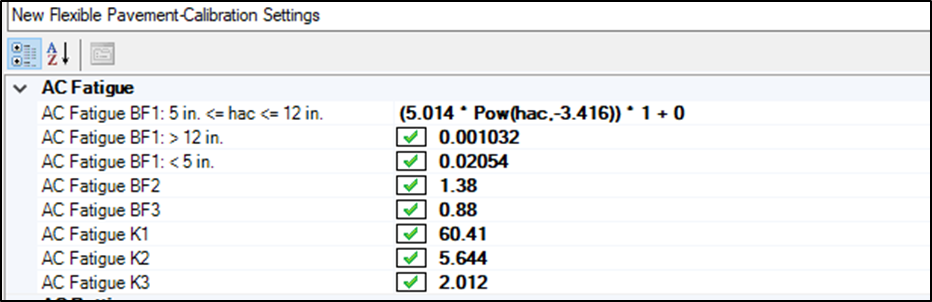 New Flexible Pavement-Calibration Settings
AC Fatigue
AC Fatigue BF1: 5 in. <= hac <= 12 in. (5.014 * Pow(hac,-3.416)) * 1 + 0
AC Fatigue BF1: > 12 in. 0.001032
AC Fatigue BF1: < 5 in. 0.02054
AC Fatigue BF2 1.38
AC Fatigue BF3 0.88
AC Fatigue K1 60.41
AC Fatigue K2 5.644
AC Fatigue K3 2.012